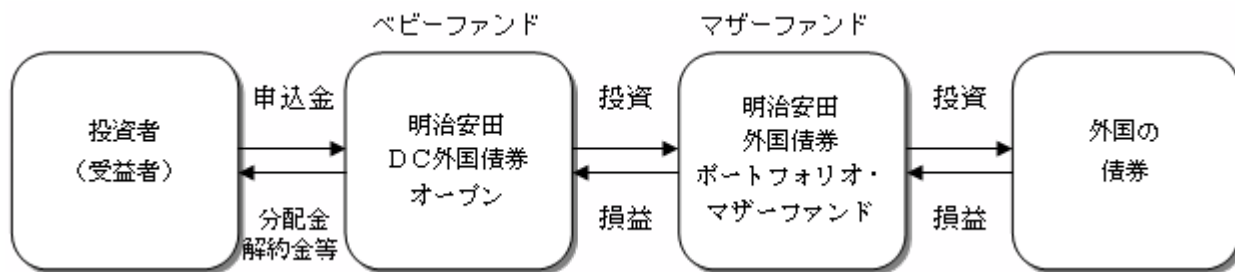 ベビーファンド
マザーファンド
投資者
（受益者）
申込金
分配金
解約金等
明治安田
ＤＣ外国債券
オープン
投資
損益
明治安田
外国債券
ポートフォリオ・
マザーファンド
投資
損益
外国の
債券